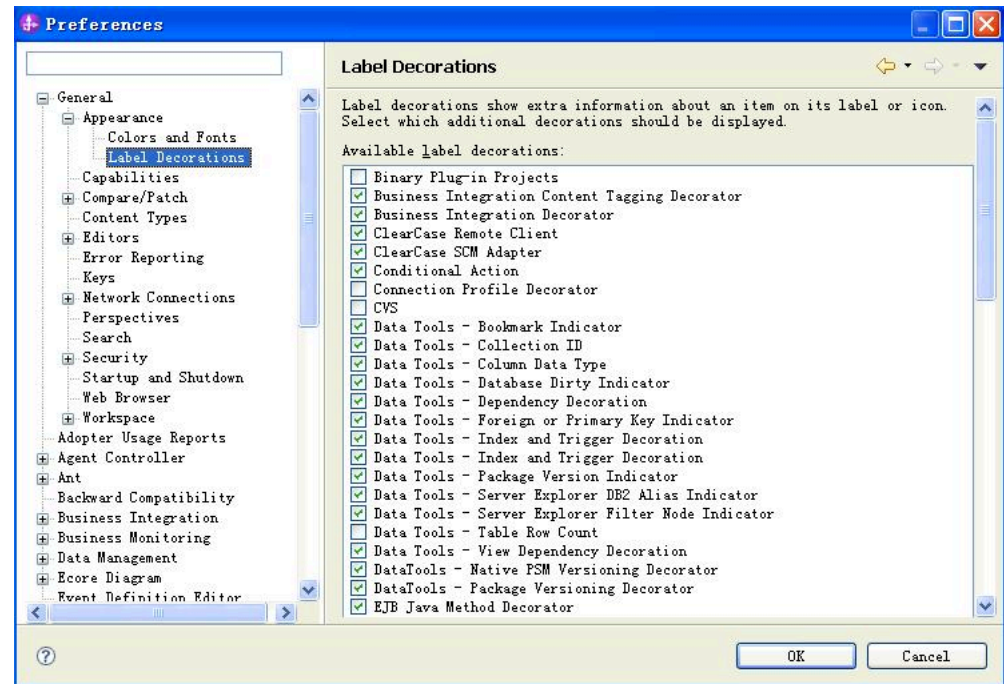 Preferences
Label Decorations
General
Appearance
Colors and Fonts
Label Decorations
Capabilities
Compare/Patch
Content Types
Editors
Error Reporting
Keys
Network Connections
Perspectives
Search
Security
Startup and Shutdown
Web Browser
Workspace
Adopter Usage Reports
Agent Controller
Ant
Backward Compatibility
Business Integration
Business Monitoring
Data Management
Ecore Diagram
Event Definition Editor
Label decorations show extra information about an item on its label or icon.
Select which additional decorations should be displayed.
Available label decorations:
Binary Plug-in Projects
Business Integration Content Tagging Decorator
Business Integration Decorator
ClearCase Remote Client
ClearCase SCM Adapter
Conditional Action
Connection Profile Decorator
CVS
Data Tools - Bookmark Indicator
Data Tools - Collection ID
Data Tools - Column Data Type
Data Tools - Database Dirty Indicator
Data Tools - Dependency Decoration
Data Tools - Foreign or Primary Key Indicator
Data Tools - Index and Trigger Decoration
Data Tools - Index and Trigger Decoration
Data Tools - Package Version Indicator
Data Tools - Server Explorer DB2 Alias Indicator
Data Tools - Server Explorer Filter Node Indicator
Data Tools - Table Row Count
Data Tools - View Dependency Decoration
DataTools - Native PSM Versioning Decorator
DataTools - Package Versioning Decorator
EJB Java Method Decorator
OK
Cancel